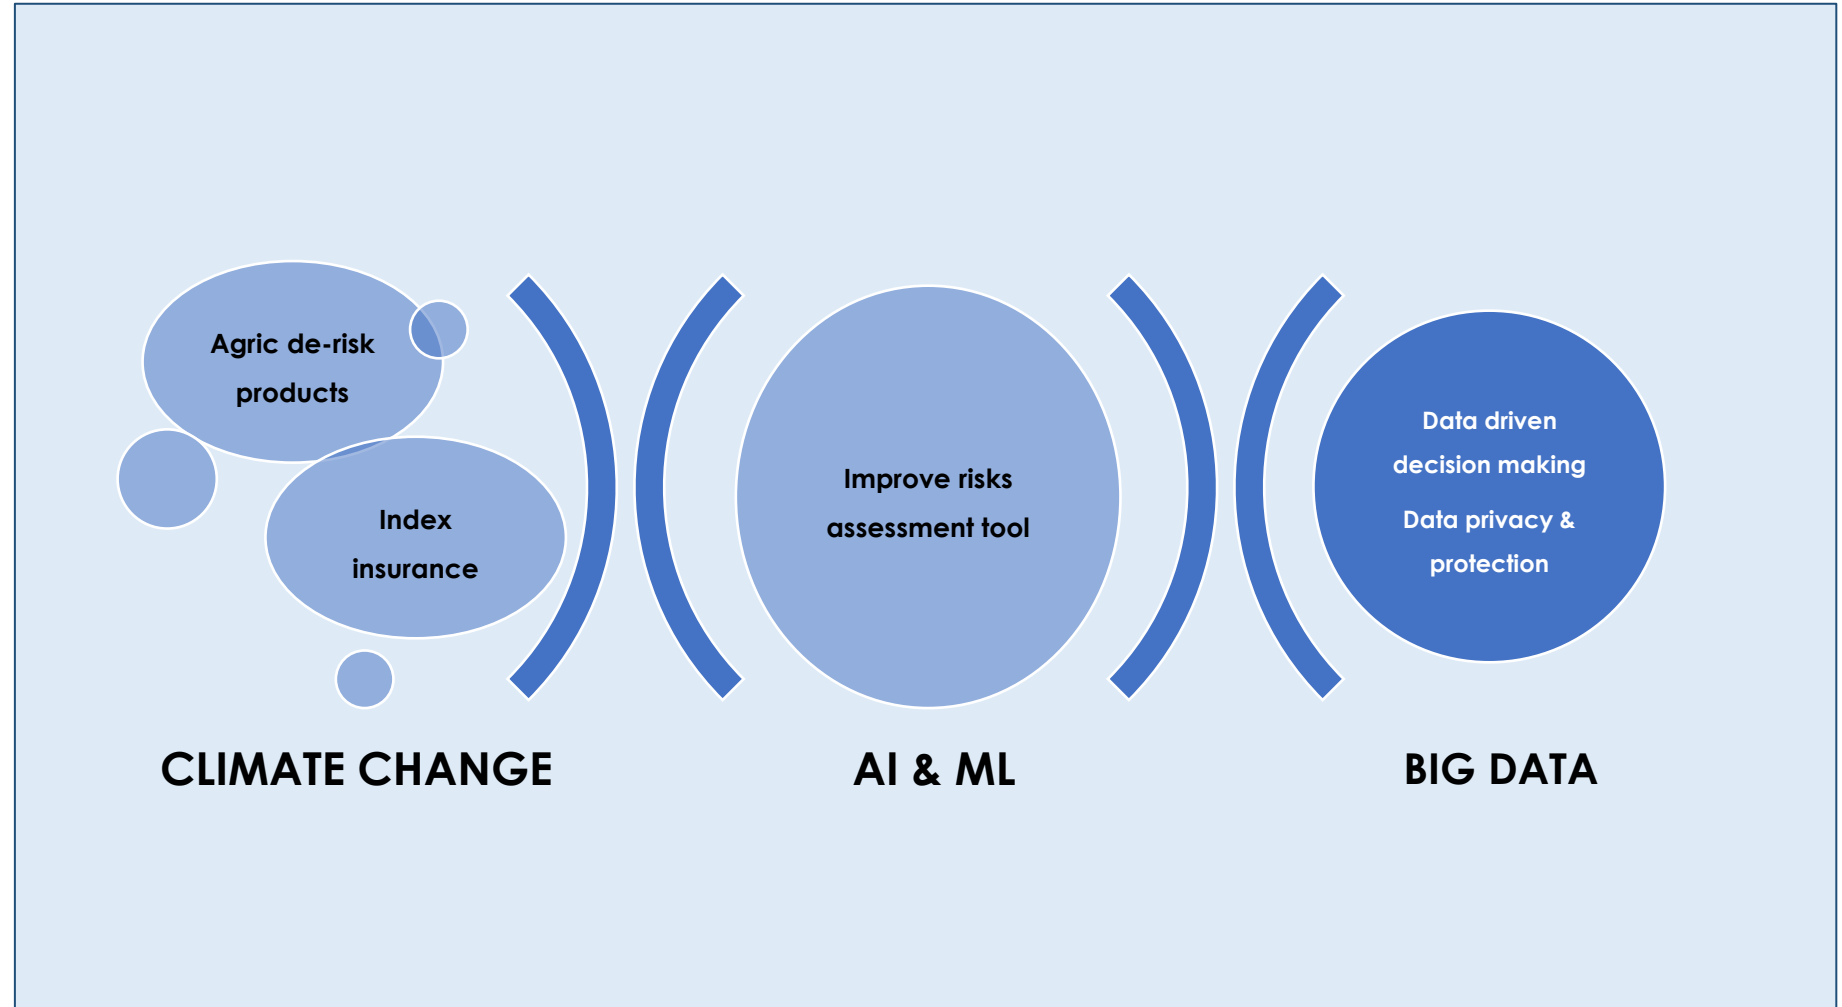 Agric de-risk
products
Index
insurance
CLIMATE CHANGE
Improve risks
assessment tool
AI & ML
Data driven
decision making
Data privacy &
protection
BIG DATA